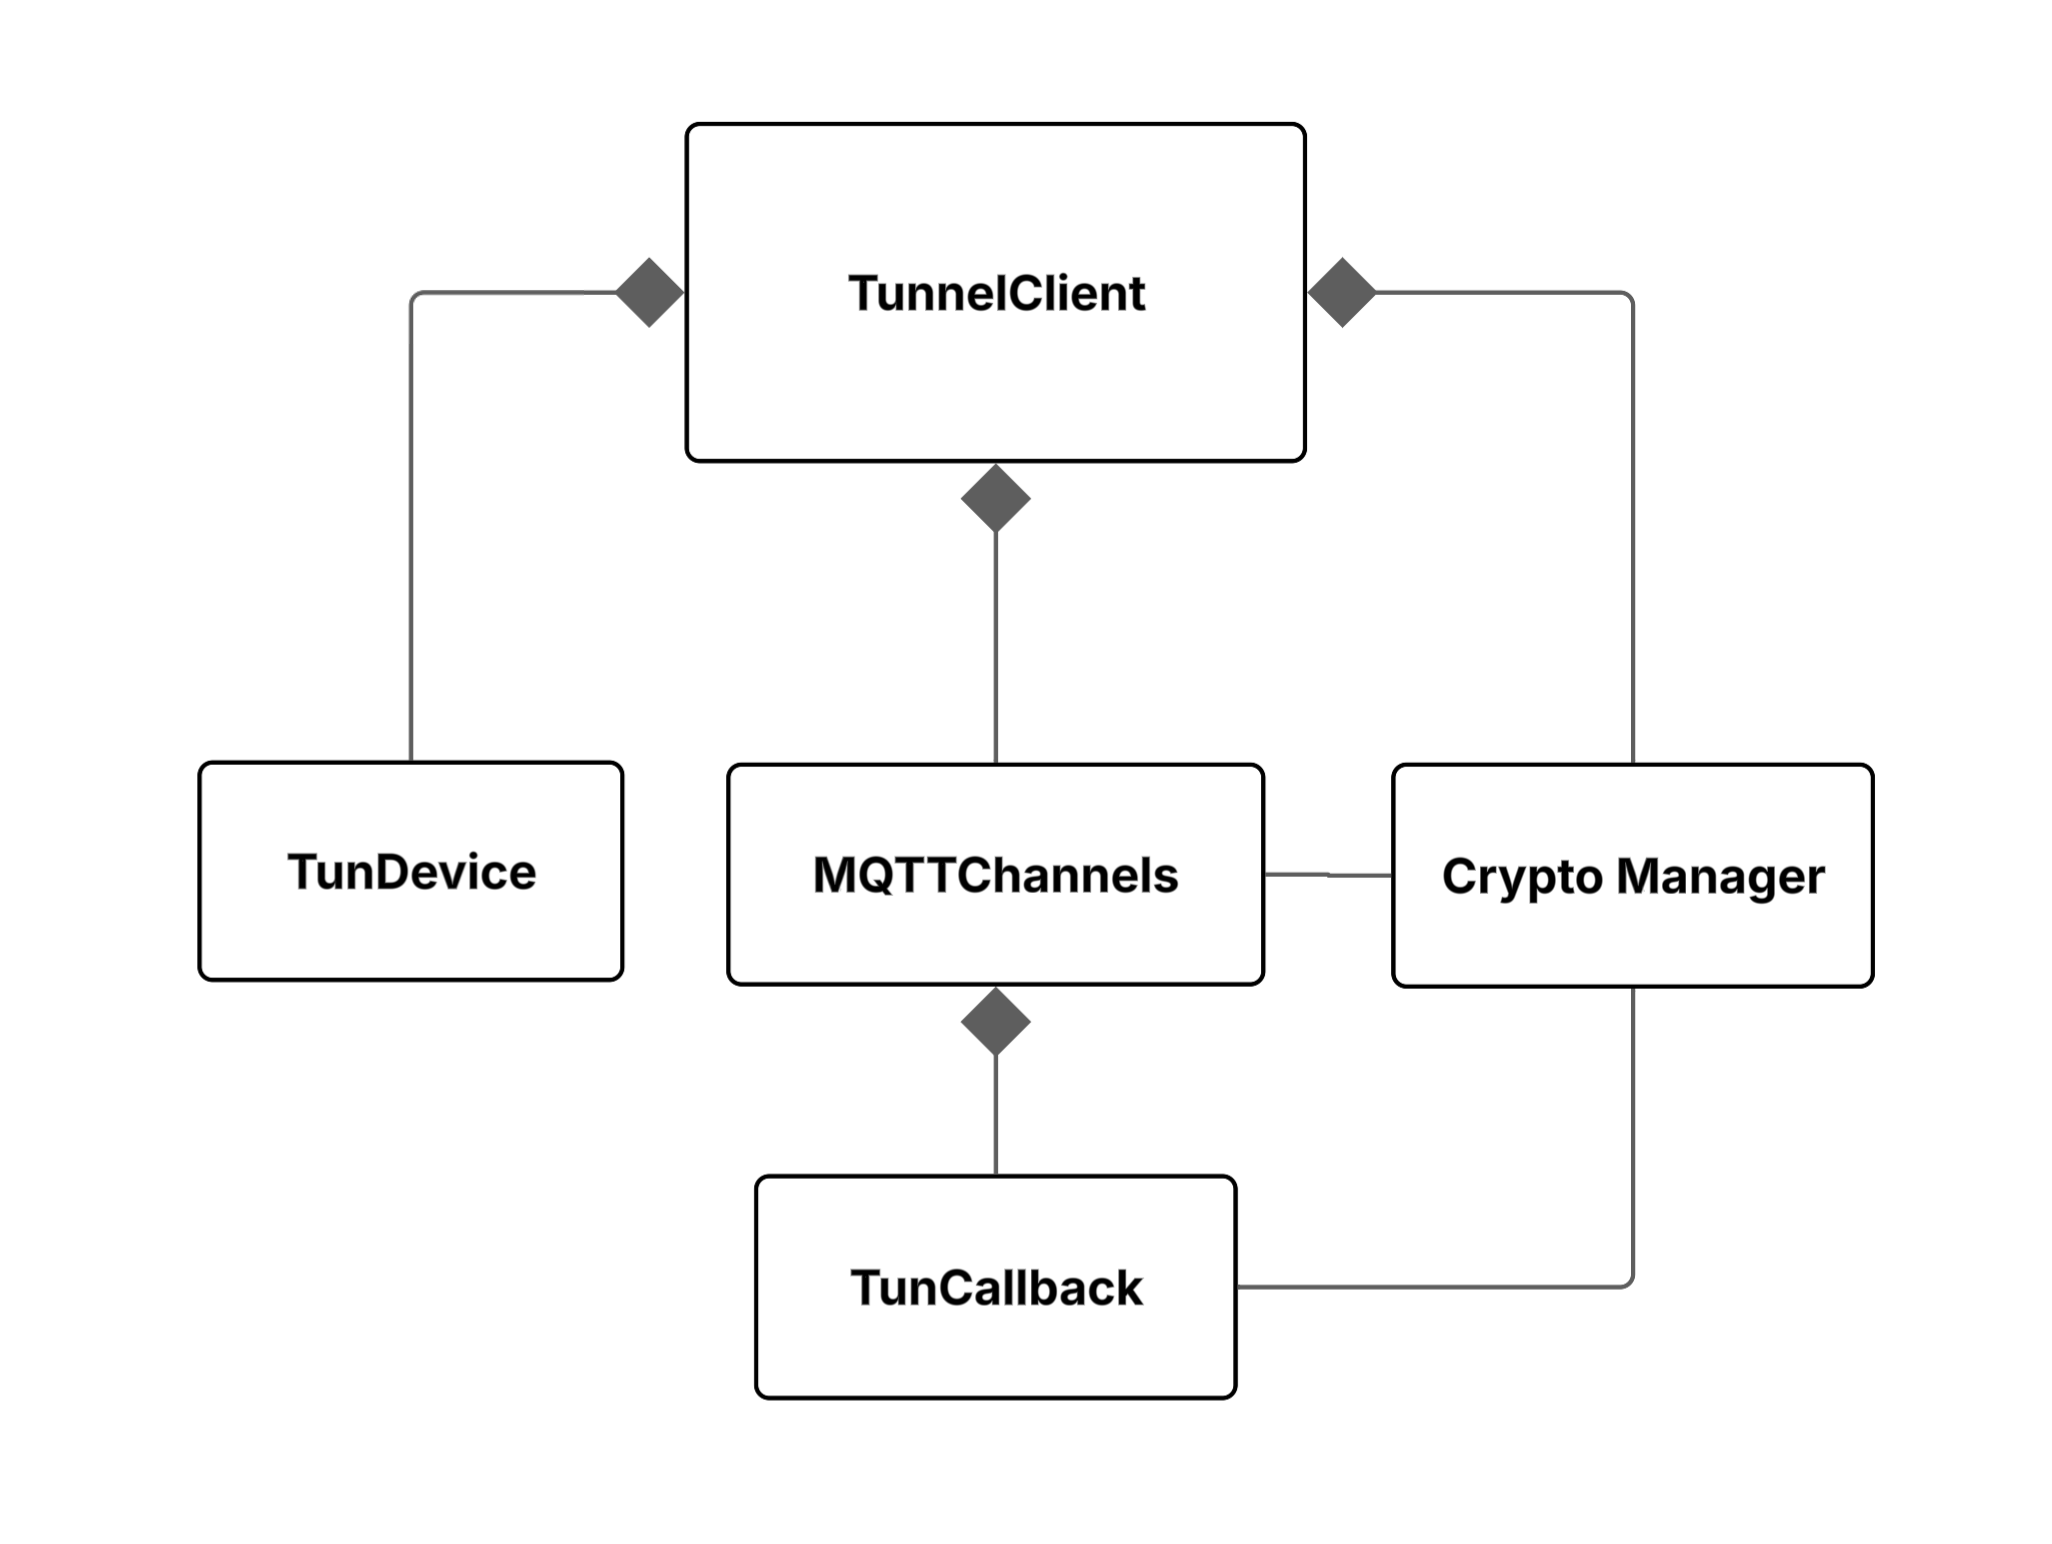 TunnelClient
TunDevice
MQTTChannels
Crypto Manager
TunCallback